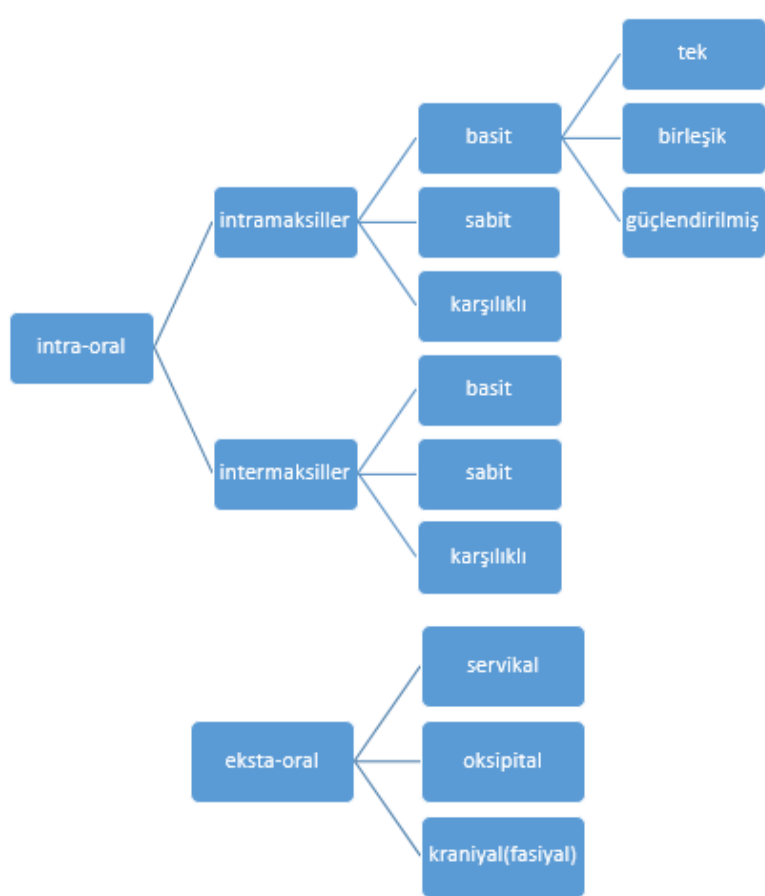 tek
basit
birleşik
intramaksiller
sabit
güçlendirilmiş
karşılıklı
intra-oral
basit
intermaksiller
sabit
karşılıklı
servikal
eksta-oral
oksipital
kraniyal(fasiyal)